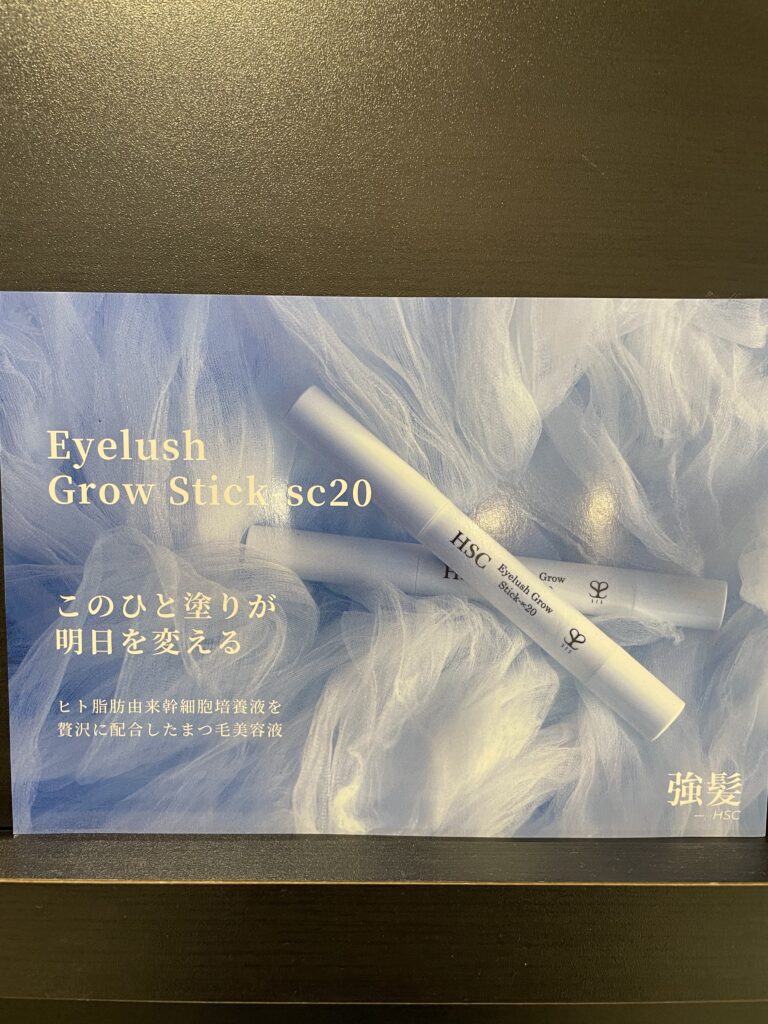 Eyelush
Grow Stick-sc20
このひと塗りが
明日を変える
ヒト脂肪由来幹細胞培養液を
贅沢に配合したまつ毛美容液
HSC
Eyelush Grow
Stick-sc20
H
Grow
強髪
— HSC